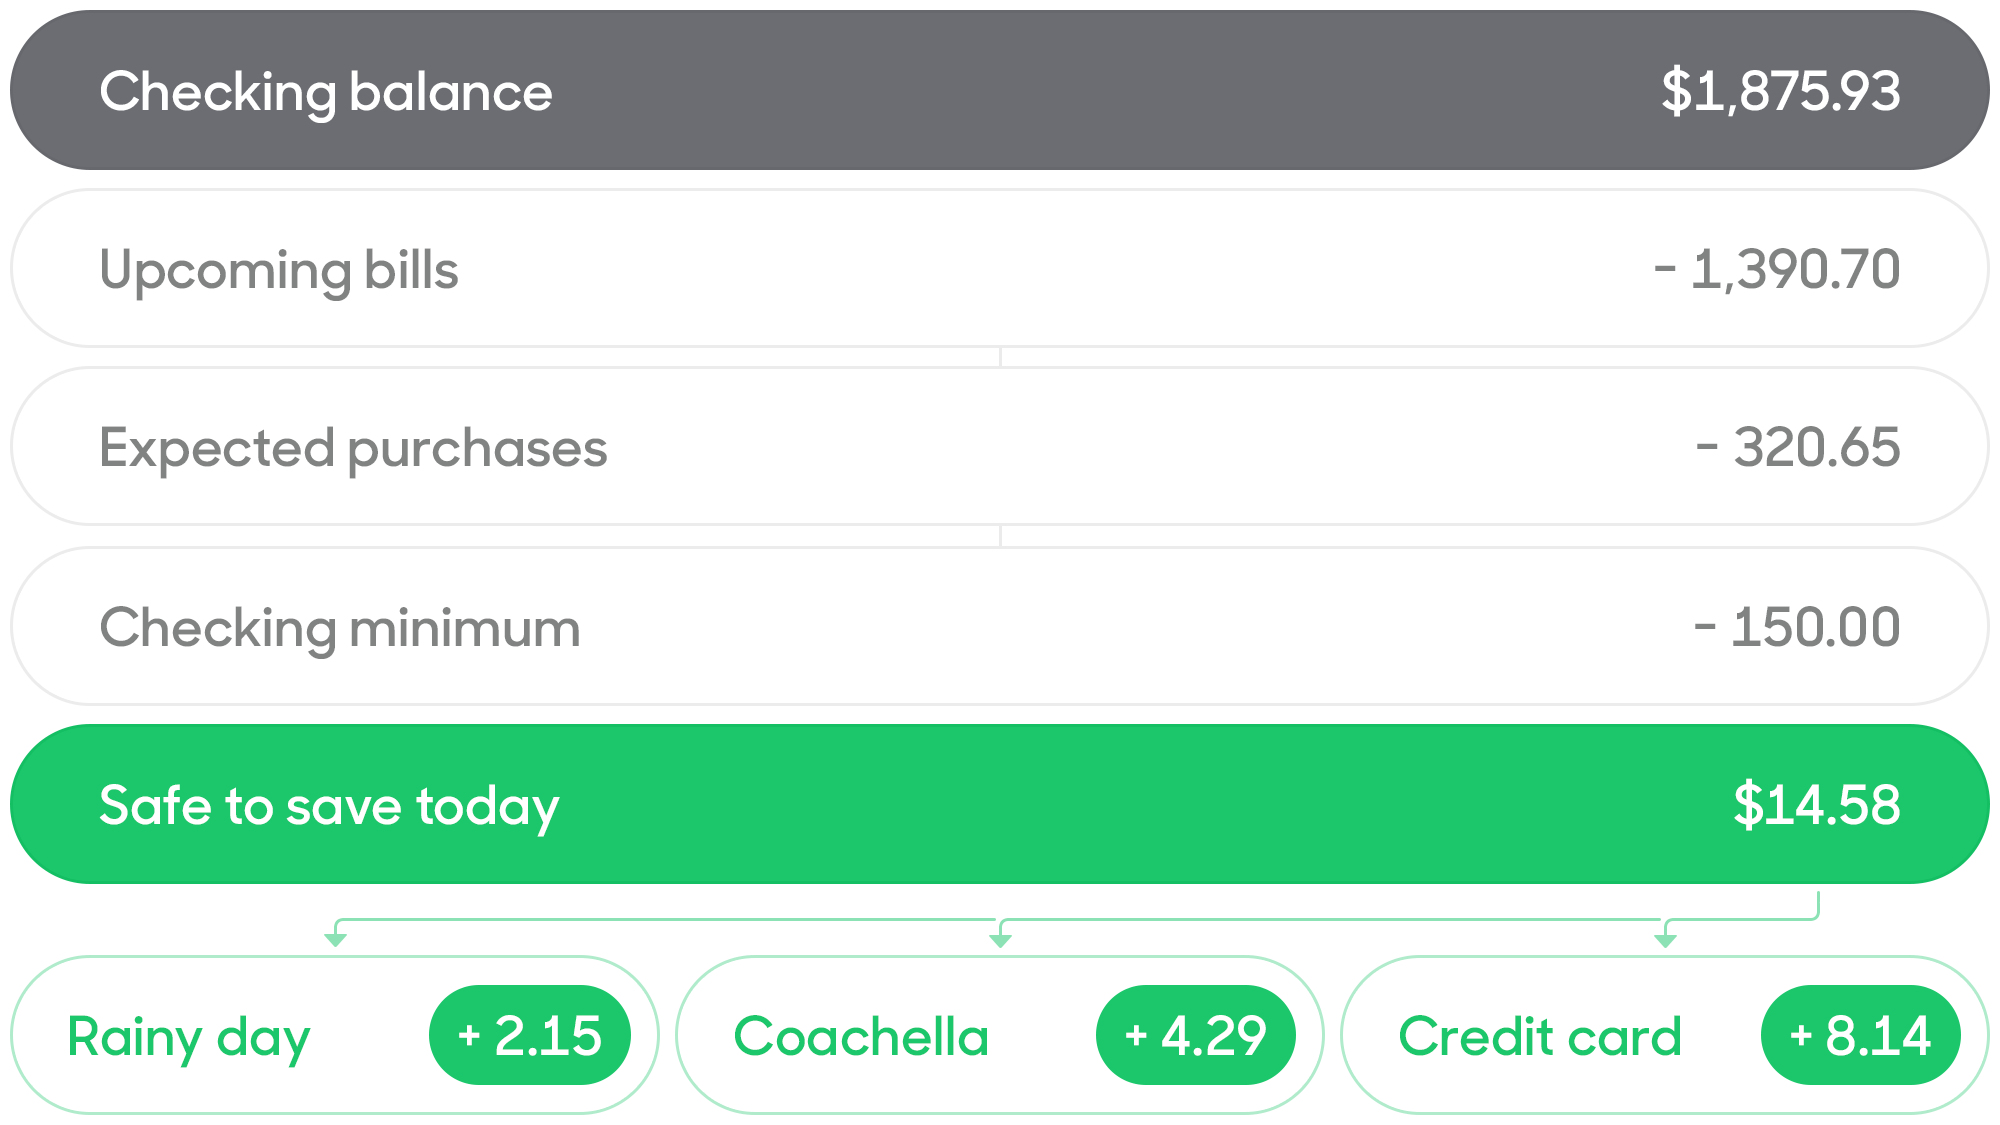 Checking balance $1,875.93
Upcoming bills - 1,390.70
Expected purchases - 320.65
Checking minimum - 150.00
Safe to save today $14.58
Rainy day + 2.15 Coachella + 4.29 Credit card + 8.14